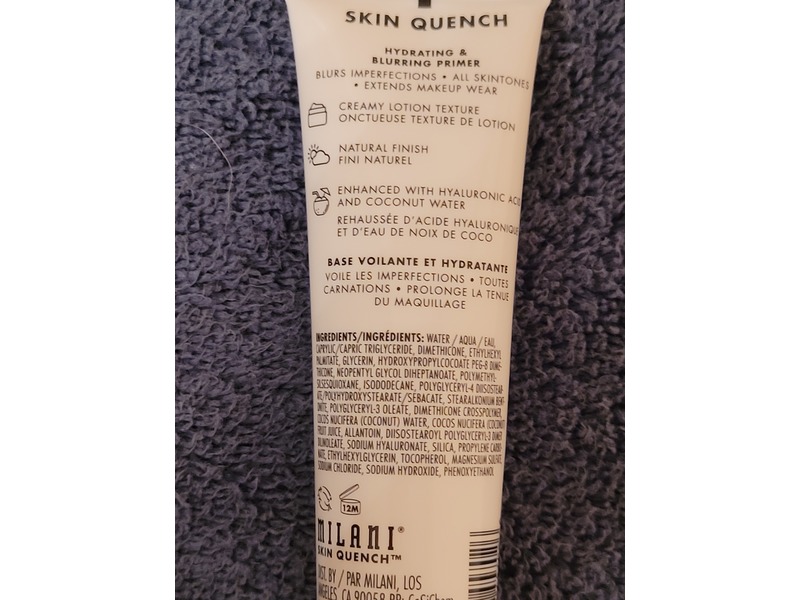 SKIN QUENCH
HYDRATING &
BLURRING PRIMER
BLURS IMPERFECTIONS • ALL SKINTONES
• EXTENDS MAKEUP WEAR
CREAMY LOTION TEXTURE
ONCTUEUSE TEXTURE DE LOTION
NATURAL FINISH
FINI NATUREL
ENHANCED WITH HYALURONIC ACID
AND COCONUT WATER
REHAUSSÉE D'ACIDE HYALURONIQUE
ET D'EAU DE NOIX DE COCO
BASE VOILANTE ET HYDRATANTE
VOILE LES IMPERFECTIONS • TOUTES
CARNATIONS • PROLONGE LA TENUE
DU MAQUILLAGE
INGREDIENTS/INGRÉDIENTS: WATER / AQUA / EAU,
CAPRYLIC/CAPRIC TRIGLYCERIDE, DIMETHICONE, ETHYLHEXYL
PALMITATE, GLYCERIN, HYDROXYPROPYLCOCOATE PEG-8 DIME-
THICONE, NEOPENTYL GLYCOL DIHEPTANOATE, POLYMETHYL-
SILSESQUIOXANE, ISODODECANE, POLYGLYCERYL-4 DIISOSTEAR-
ATE/POLYHYDROXYSTEARATE/SEBACATE, STEARALKONIUM BENT
ONITE, POLYGLYCERYL-3 OLEATE, DIMETHICONE CROSSPOLYMER,
COCOS NUCIFERA (COCONUT) WATER, COCOS NUCIFERA (COCONUT)
FRUIT JUICE, ALLANTOIN, DIISOSTEAROYL POLYGLYCERYL-3 DIMER
DILINOLEATE, SODIUM HYALURONATE, SILICA, PROPYLENE CARBO
NATE, ETHYLHEXYLGLYCERIN, TOCOPHEROL, MAGNESIUM SULFATE,
SODIUM CHLORIDE, SODIUM HYDROXIDE, PHENOXYETHANOL
12M
MILANI®
SKIN QUENCH™
DIST. BY / PAR MILANI, LOS
ANGELES, CA 90058